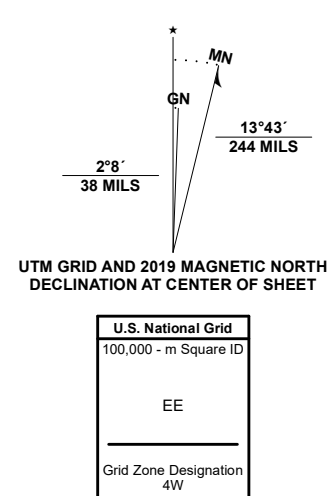 ★
MN
GN
13°43´
244 MILS
2°8´
38 MILS
UTM GRID AND 2019 MAGNETIC NORTH
DECLINATION AT CENTER OF SHEET
U.S. National Grid
100,000 - m Square ID
EE
Grid Zone Designation
4W